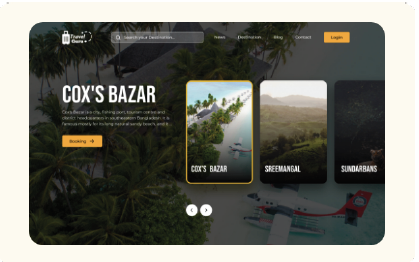 Travel
Guru
Search your Destination...
News
Destination
Blog
Contact
Login
COX'S BAZAR
Cox's Bazar is a city, fishing port, tourism centre and
district headquarters in southeastern Bangladesh. It is
famous mostly for its long natural sandy beach, and it ...
Booking →
COX'S BAZAR
SREEMANGAL
SUNDARBANS